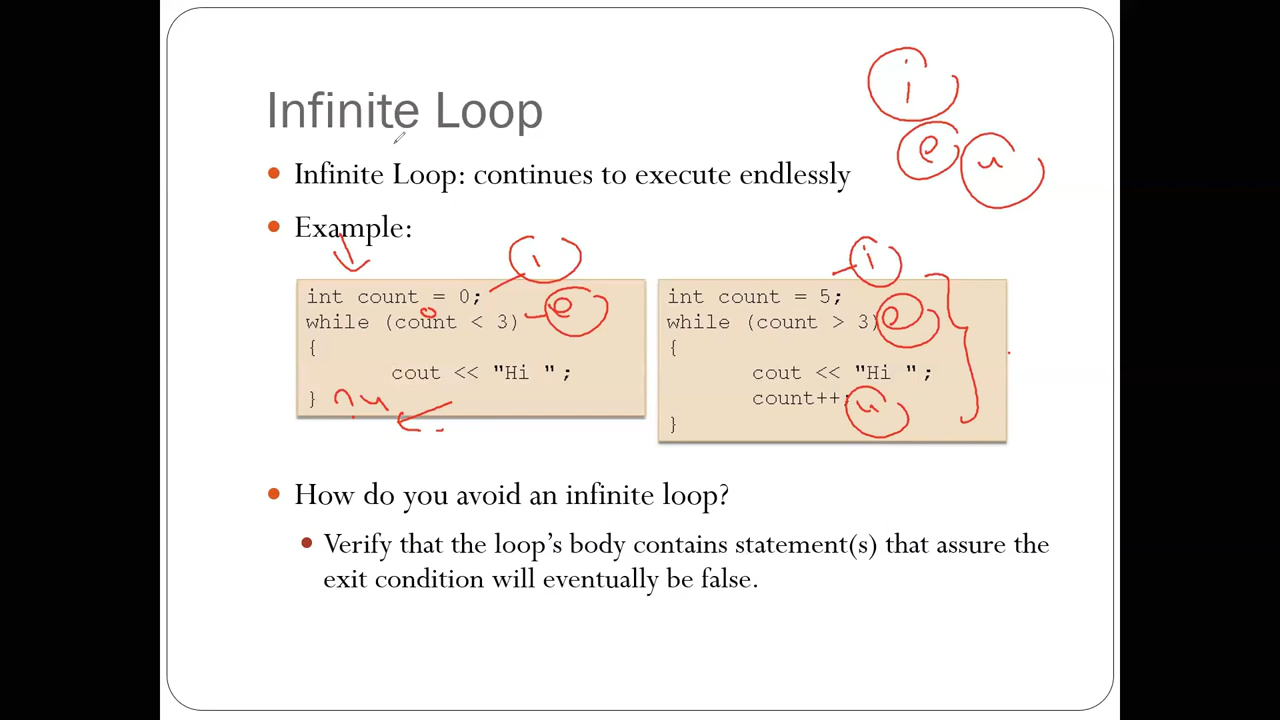 Infinite Loop
i
e
u
• Infinite Loop: continues to execute endlessly
• Example:
i
int count = 0;
o
while (count < 3)
e
{
cout << "Hi ";
}
i
int count = 5;
while (count > 3)
e
{
cout << "Hi ";
count++;
u
}
• How do you avoid an infinite loop?
• Verify that the loop's body contains statement(s) that assure the
exit condition will eventually be false.